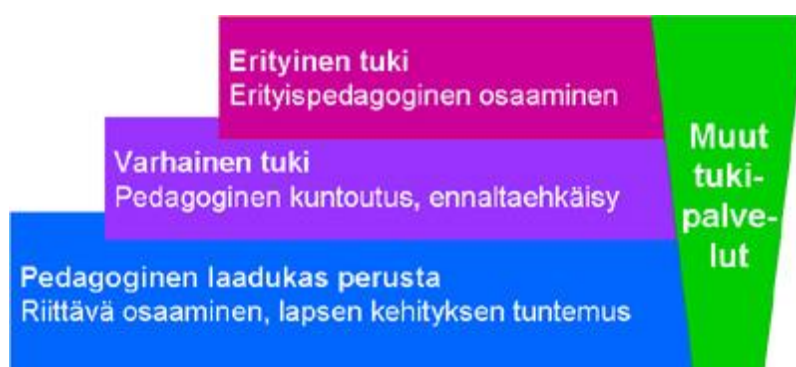 Erityinen tuki
Erityispedagoginen osaaminen
Varhainen tuki
Pedagoginen kuntoutus, ennaltaehkäisy
Pedagoginen laadukas perusta
Riittävä osaaminen, lapsen kehityksen tuntemus
Muut
tuki-
palve-
lut